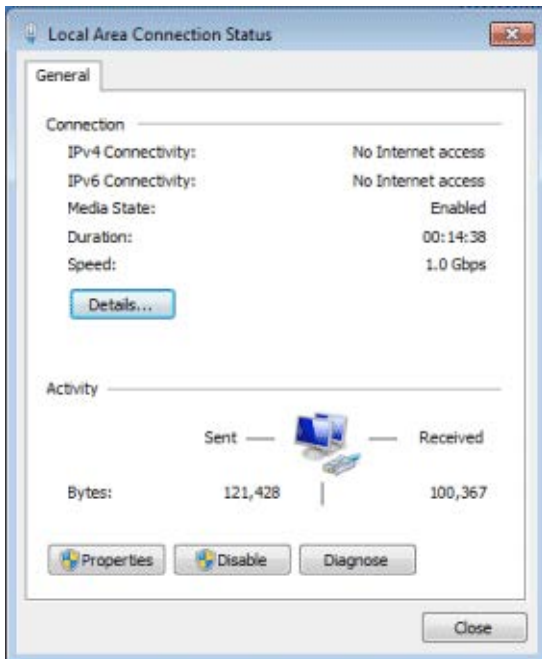 Local Area Connection Status
General
Connection
IPv4 Connectivity: No Internet access
IPv6 Connectivity: No Internet access
Media State: Enabled
Duration: 00:14:38
Speed: 1.0 Gbps
Details...
Activity
Sent Received
Bytes: 121,428 100,367
Properties Disable Diagnose
Close